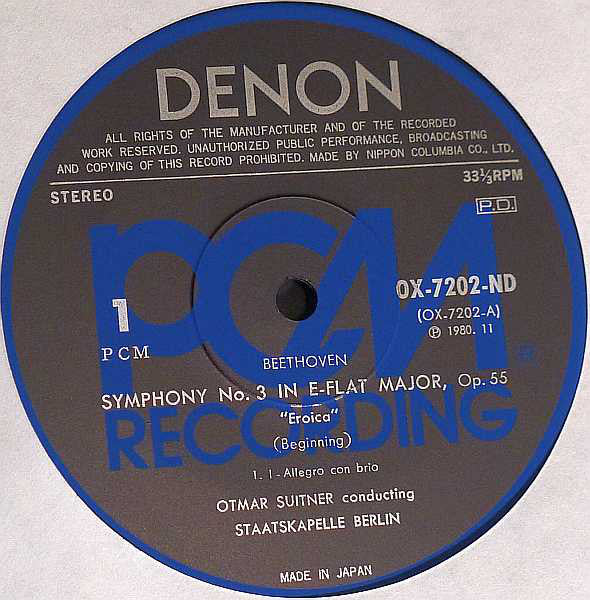 DENON
ALL RIGHTS OF THE MANUFACTURER AND OF THE RECORDED
WORK RESERVED. UNAUTHORIZED PUBLIC PERFORMANCE, BROADCASTING
AND COPYING OF THIS RECORD PROHIBITED. MADE BY NIPPON COLUMBIA CO., LTD.
STEREO
33⅓RPM
P.D.
PCM
RECORDING
®
OX-7202-ND
(OX-7202-A)
℗ 1980. 11
1
PCM
BEETHOVEN
SYMPHONY No. 3 IN E-FLAT MAJOR, Op. 55
"Eroica"
(Beginning)
1. 1-Allegro con brio
OTMAR SUITNER conducting
STAATSKAPELLE BERLIN
MADE IN JAPAN